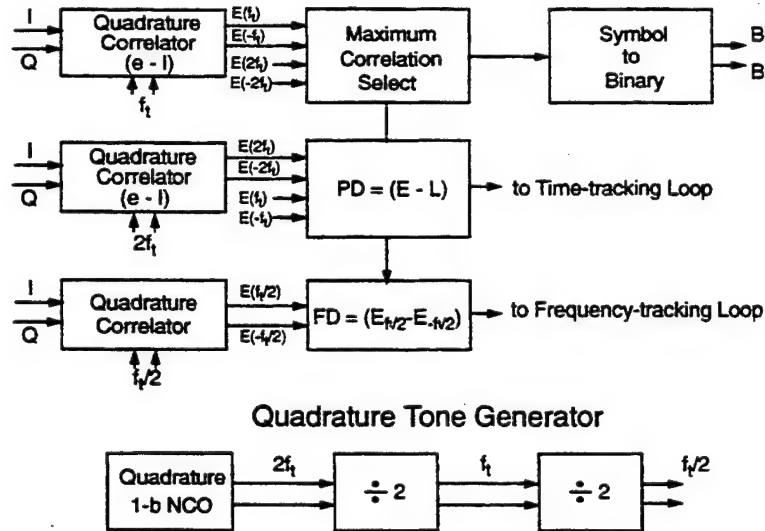 I
Q
Quadrature
Correlator
(e - l)
f_t
E(f_t)
E(-f_t)
E(2f_t)
E(-2f_t)
Maximum
Correlation
Select
Symbol
to
Binary
B
B
I
Q
Quadrature
Correlator
(e - l)
2f_t
E(2f_t)
E(-2f_t)
E(f_t)
E(-f_t)
PD = (E - L)
to Time-tracking Loop
I
Q
Quadrature
Correlator
f_t/2
E(f_t/2)
E(-f_t/2)
FD = (E_ft/2-E_-ft/2)
to Frequency-tracking Loop
Quadrature Tone Generator
Quadrature
1-b NCO
2f_t
÷ 2
f_t
÷ 2
f_t/2